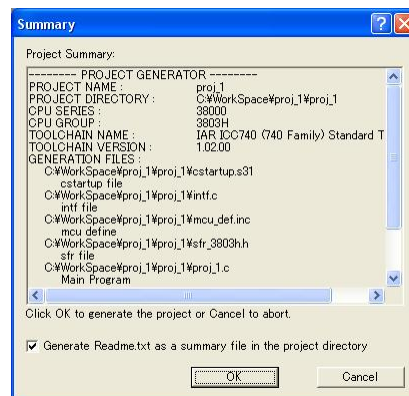 Summary
Project Summary:
-------- PROJECT GENERATOR --------
PROJECT NAME : proj_1
PROJECT DIRECTORY : C:¥WorkSpace¥proj_1¥proj_1
CPU SERIES : 38000
CPU GROUP : 3803H
TOOLCHAIN NAME : IAR ICC740 (740 Family) Standard T
TOOLCHAIN VERSION : 1.02.00
GENERATION FILES :
C:¥WorkSpace¥proj_1¥proj_1¥cstartup.s31
cstartup file
C:¥WorkSpace¥proj_1¥proj_1¥intf.c
intf file
C:¥WorkSpace¥proj_1¥proj_1¥mcu_def.inc
mcu define
C:¥WorkSpace¥proj_1¥proj_1¥sfr_3803h.h
sfr file
C:¥WorkSpace¥proj_1¥proj_1¥proj_1.c
Main Program
Click OK to generate the project or Cancel to abort.
Generate Readme.txt as a summary file in the project directory
OK Cancel